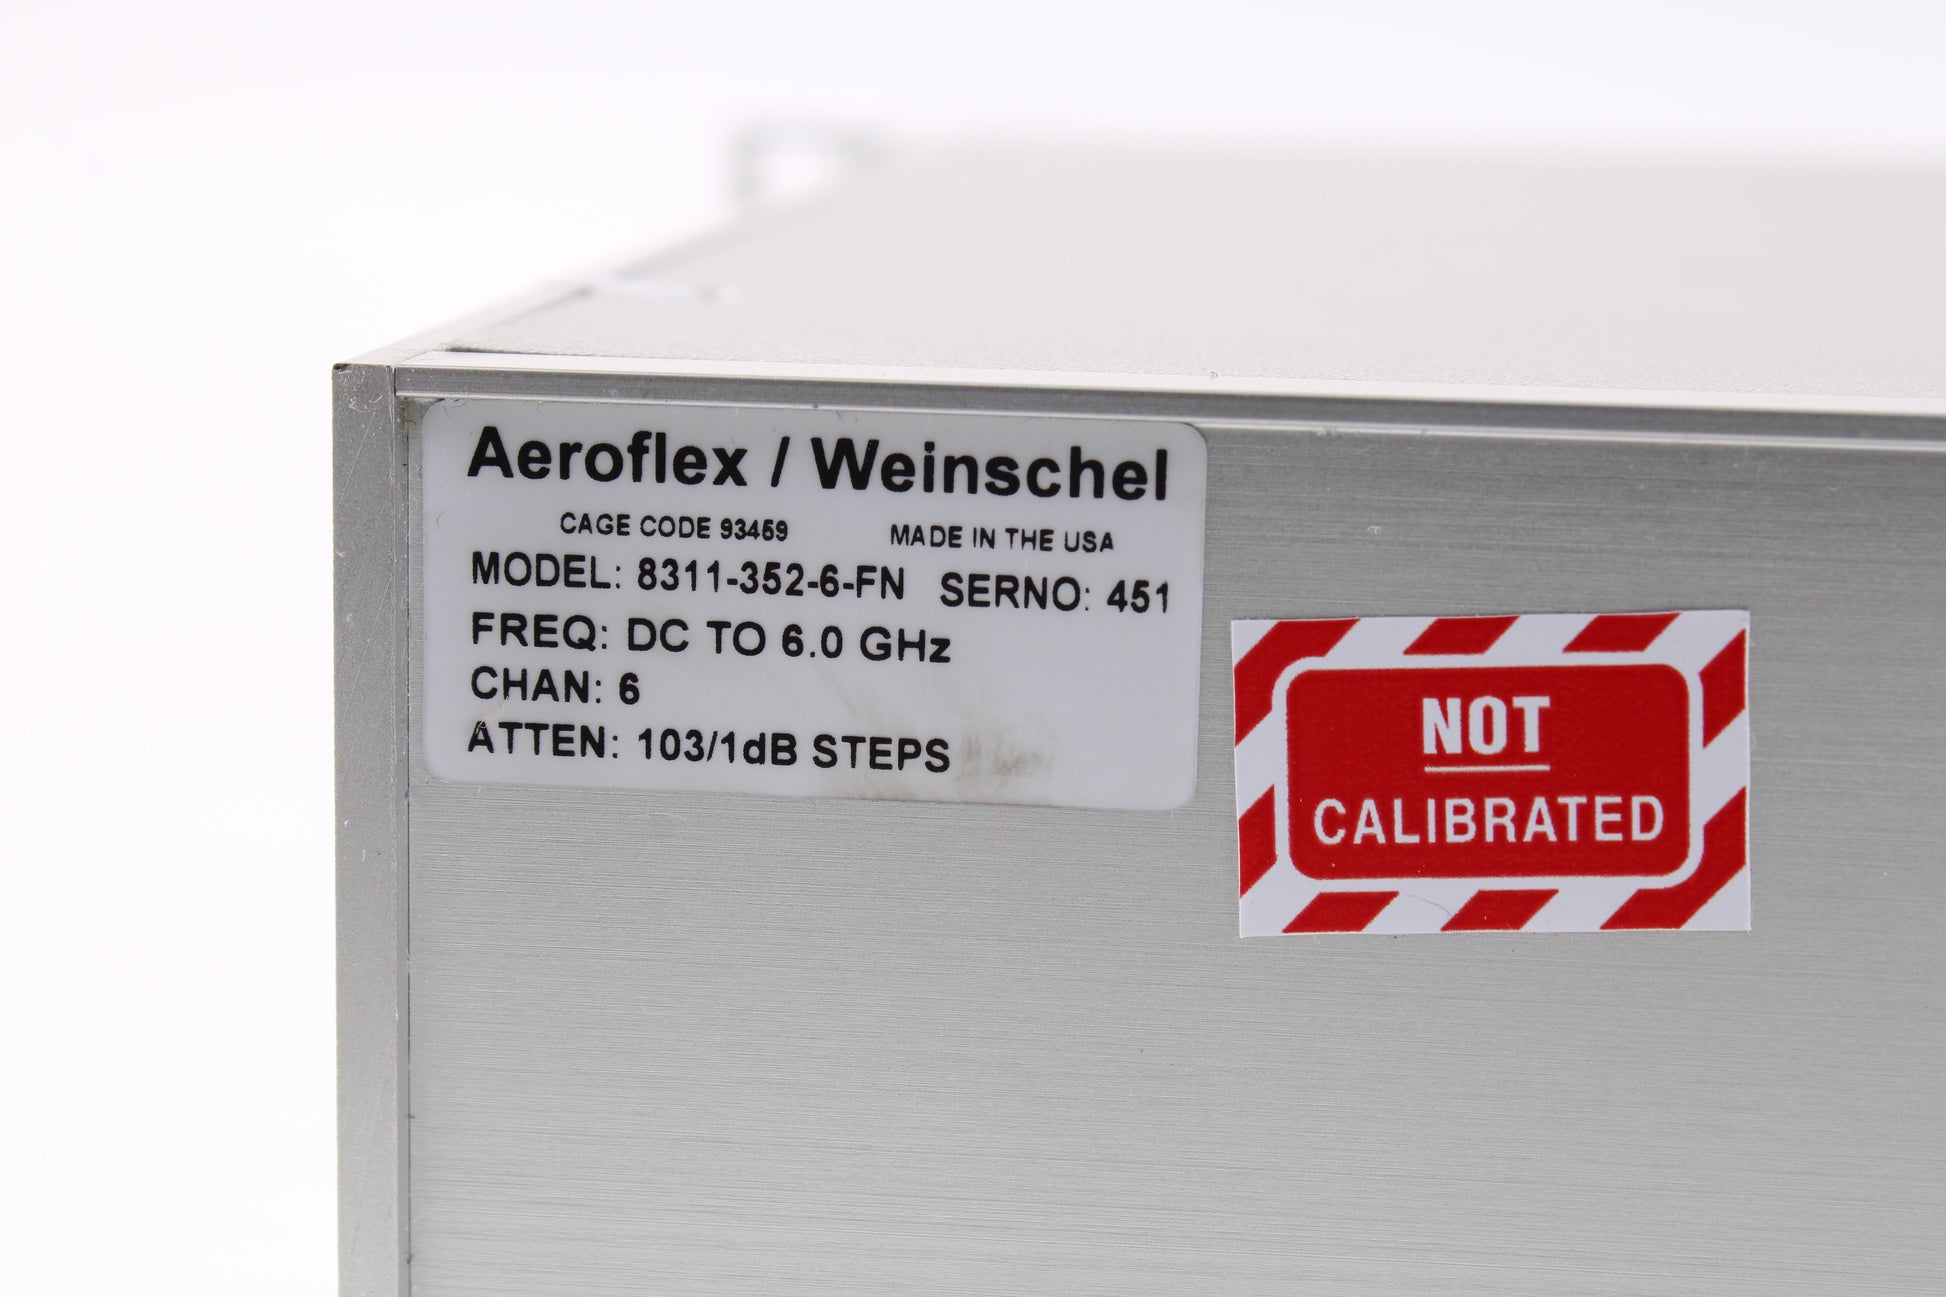 Aeroflex / Weinschel
CAGE CODE 93459 MADE IN THE USA
MODEL: 8311-352-6-FN SERNO: 451
FREQ: DC TO 6.0 GHz
CHAN: 6
ATTEN: 103/1dB STEPS
NOT
CALIBRATED